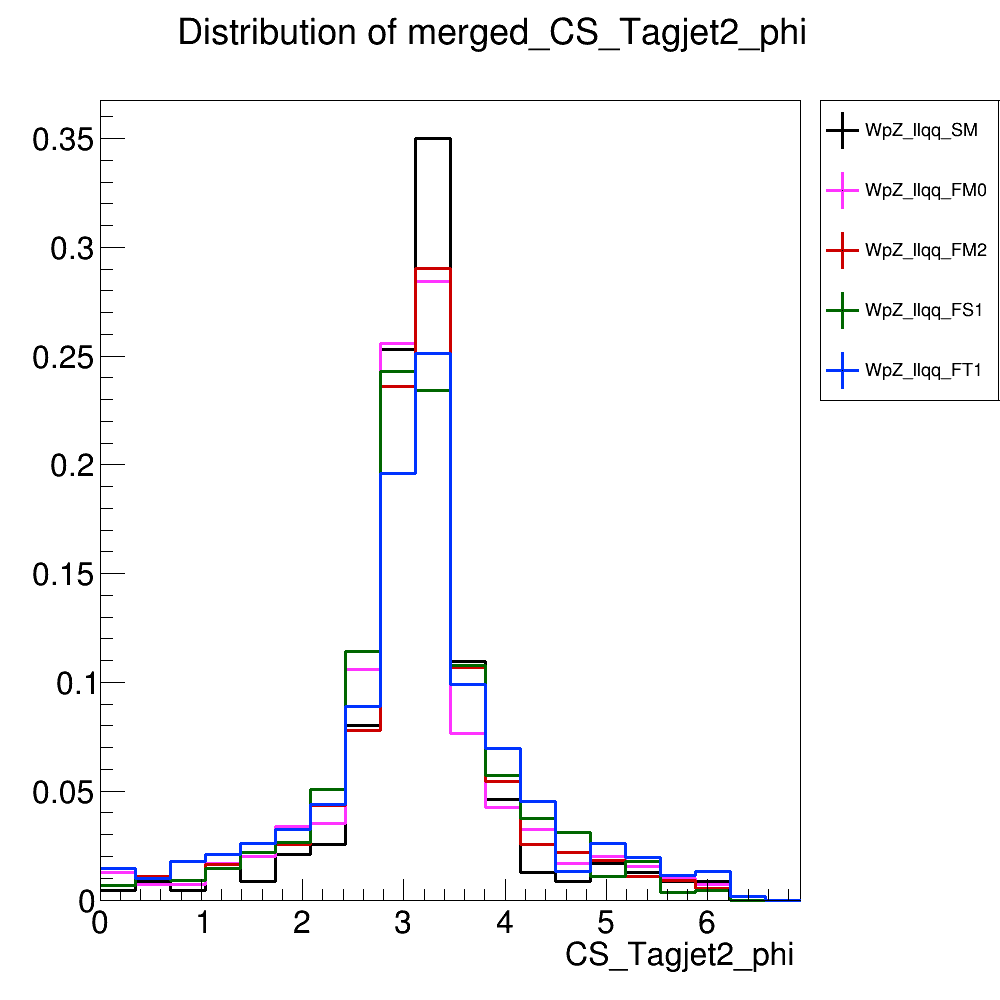 Distribution of merged_CS_Tagjet2_phi
0.35
0.3
0.25
0.2
0.15
0.1
0.05
0
0 1 2 3 4 5 6
CS_Tagjet2_phi
WpZ_llqq_SM
WpZ_llqq_FM0
WpZ_llqq_FM2
WpZ_llqq_FS1
WpZ_llqq_FT1